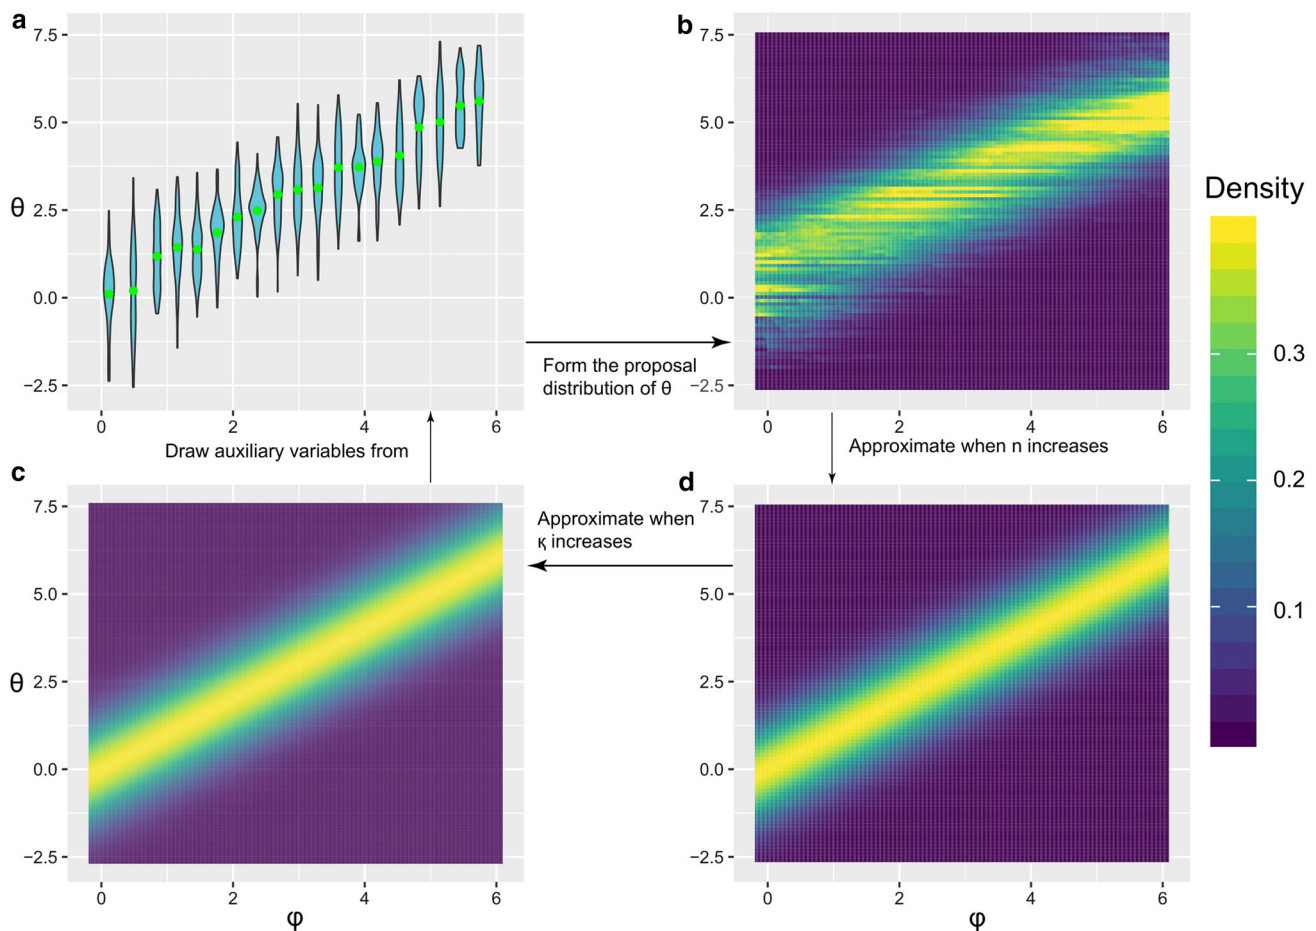 a
7.5
5.0
θ
2.5
0.0
−2.5
0 2 4 6
b
7.5
5.0
2.5
0.0
−2.5
0 2 4 6
Form the proposal
distribution of θ
Draw auxiliary variables from
Approximate when n increases
Density
0.3
0.2
0.1
c
7.5
5.0
θ
2.5
0.0
−2.5
0 2 4 6
φ
Approximate when
κ increases
d
7.5
5.0
2.5
0.0
−2.5
0 2 4 6
φ